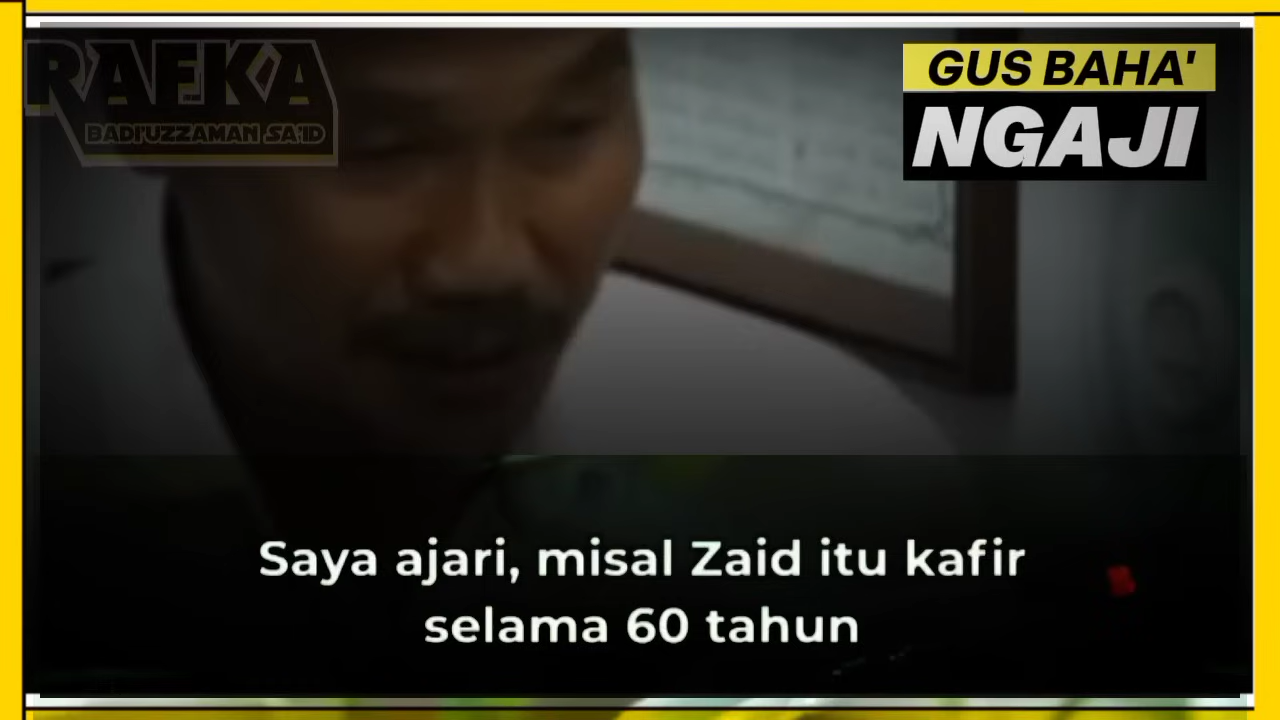 RAFKA
BADI'UZZAMAN SA'ID
GUS BAHA'
NGAJI
Saya ajari, misal Zaid itu kafir
selama 60 tahun